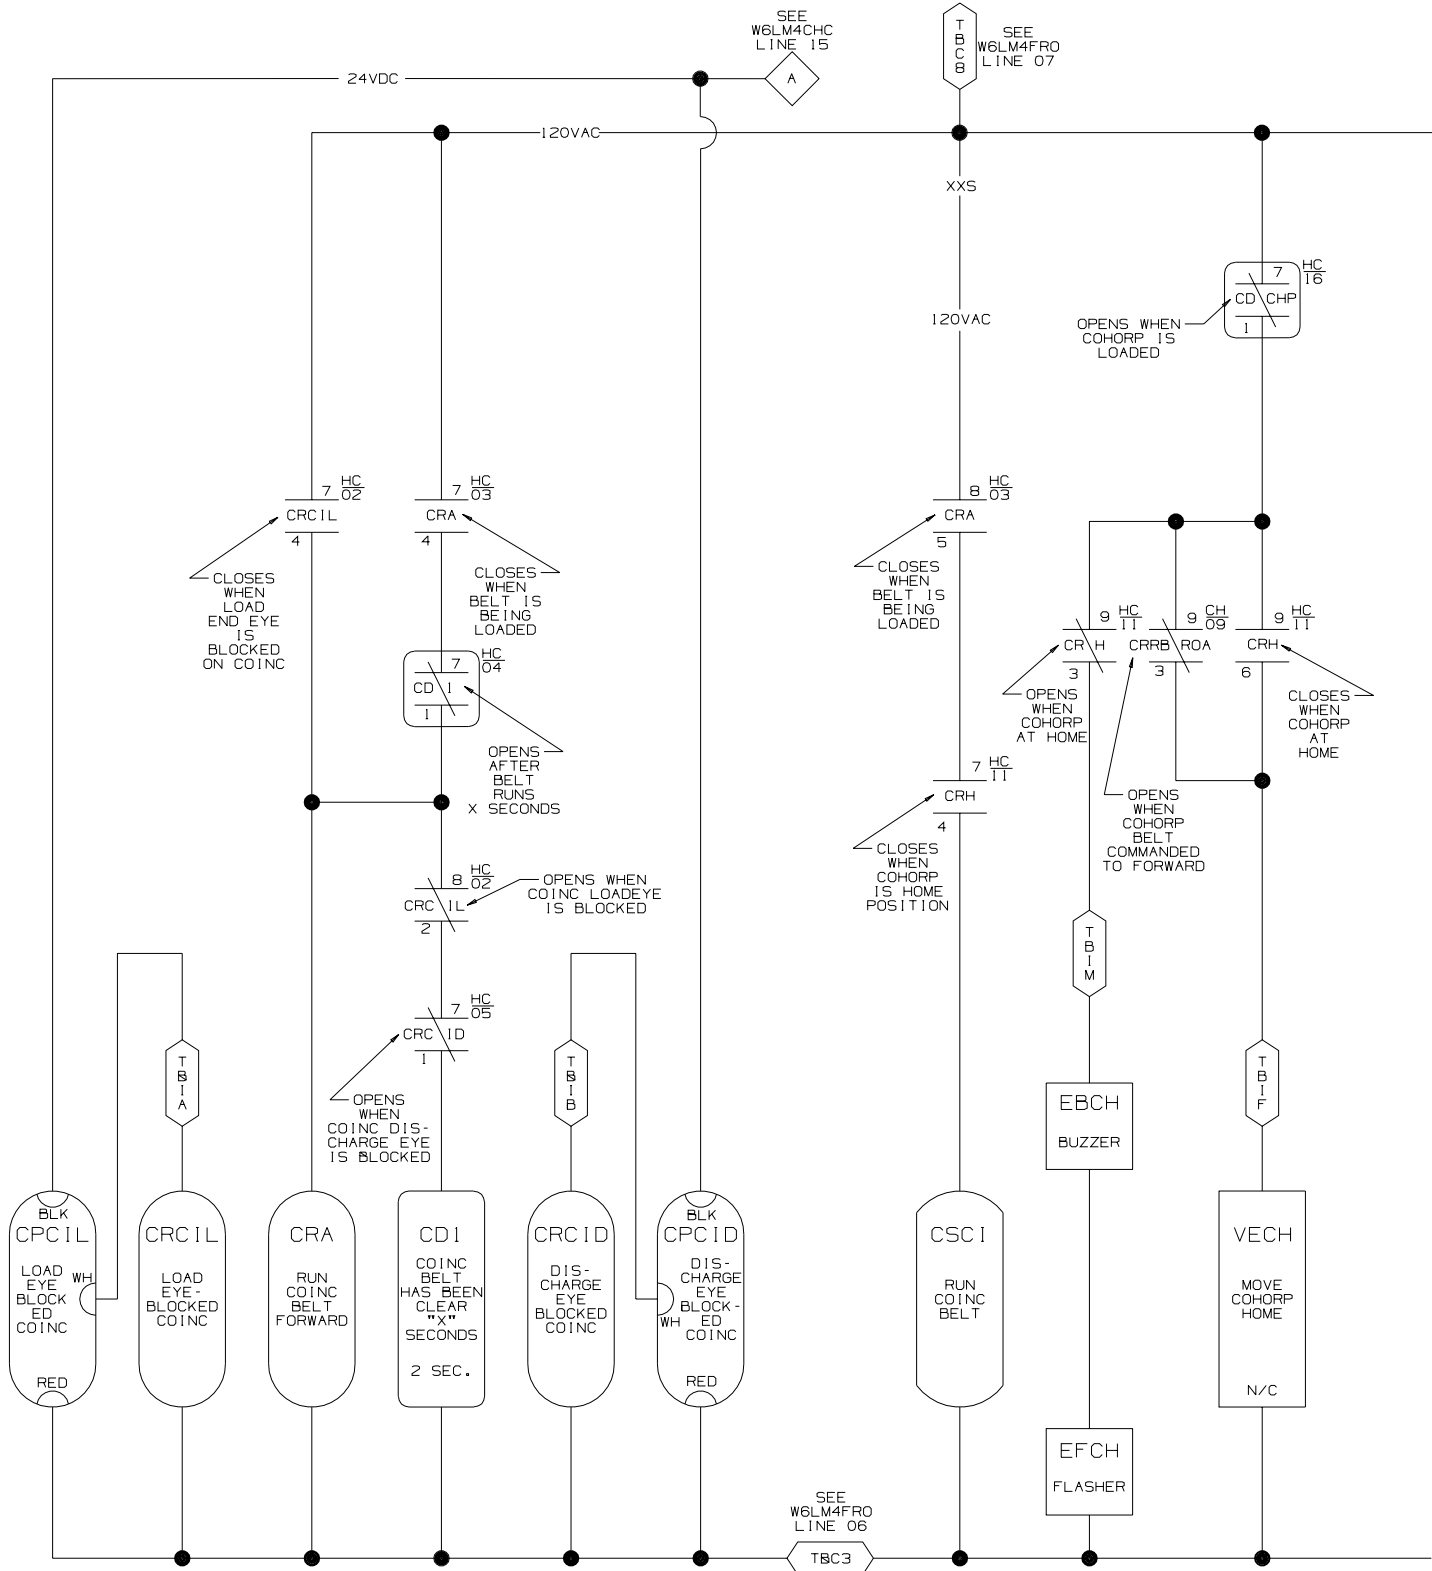 SEE
W6LM4CHC
LINE 15
A
TBC8
SEE
W6LM4FRO
LINE 07
24VDC
120VAC
XXS
120VAC
7 HC
16
CD CHP
1
OPENS WHEN
COHORP IS
LOADED
7 HC
02
CRCIL
4
CLOSES
WHEN
LOAD
END EYE
IS
BLOCKED
ON COINC
7 HC
03
CRA
4
CLOSES
WHEN
BELT IS
BEING
LOADED
7 HC
04
CD 1
1
OPENS
AFTER
BELT
RUNS
X SECONDS
8 HC
02
CRC IL
2
OPENS WHEN
COINC LOADEYE
IS BLOCKED
7 HC
05
CRC ID
1
OPENS
WHEN
COINC DIS-
CHARGE EYE
IS BLOCKED
8 HC
03
CRA
5
CLOSES
WHEN
BELT IS
BEING
LOADED
7 HC
11
CRH
4
CLOSES
WHEN
COHORP
IS HOME
POSITION
9 HC
11
CR H
3
OPENS
WHEN
COHORP
AT HOME
9 CH
09
CRRB ROA
3
OPENS
WHEN
COHORP
BELT
COMMANDED
TO FORWARD
9 HC
11
CRH
6
CLOSES
WHEN
COHORP
AT
HOME
TB1A
TB1B
TB1M
TB1F
BLK
CPCIL
LOAD
EYE
BLOCK
ED
COINC
WH
RED
CRCIL
LOAD
EYE-
BLOCKED
COINC
CRA
RUN
COINC
BELT
FORWARD
CD1
COINC
BELT
HAS BEEN
CLEAR
"X"
SECONDS
2 SEC.
CRCID
DIS-
CHARGE
EYE
BLOCKED
COINC
BLK
CPCID
DIS-
CHARGE
EYE
BLOCK-
ED
COINC
WH
RED
CSCI
RUN
COINC
BELT
EBCH
BUZZER
EFCH
FLASHER
VECH
MOVE
COHORP
HOME
N/C
SEE
W6LM4FRO
LINE 06
TBC3